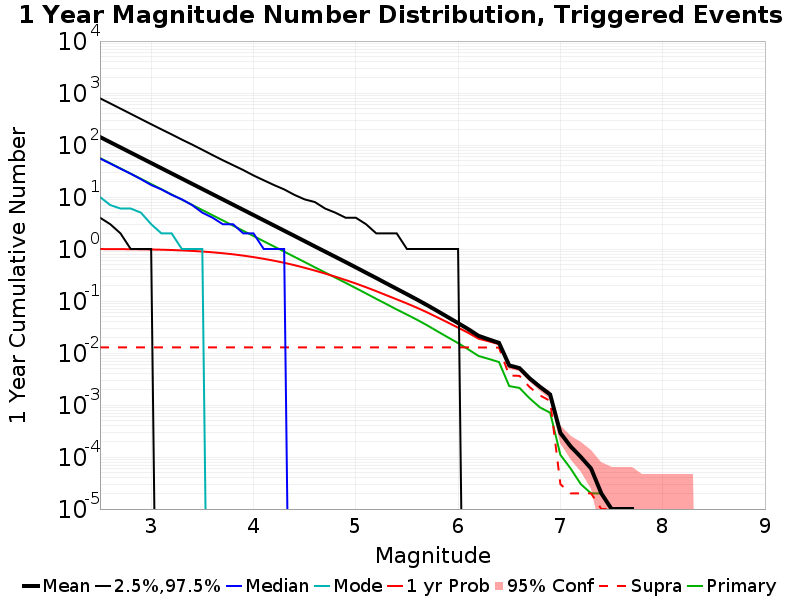 1 Year Magnitude Number Distribution, Triggered Events
10^4
10^3
10^2
10^1
10^0
10^-1
10^-2
10^-3
10^-4
10^-5
1 Year Cumulative Number
3 4 5 6 7 8 9
Magnitude
Mean 2.5%,97.5% Median Mode 1 yr Prob 95% Conf Supra Primary